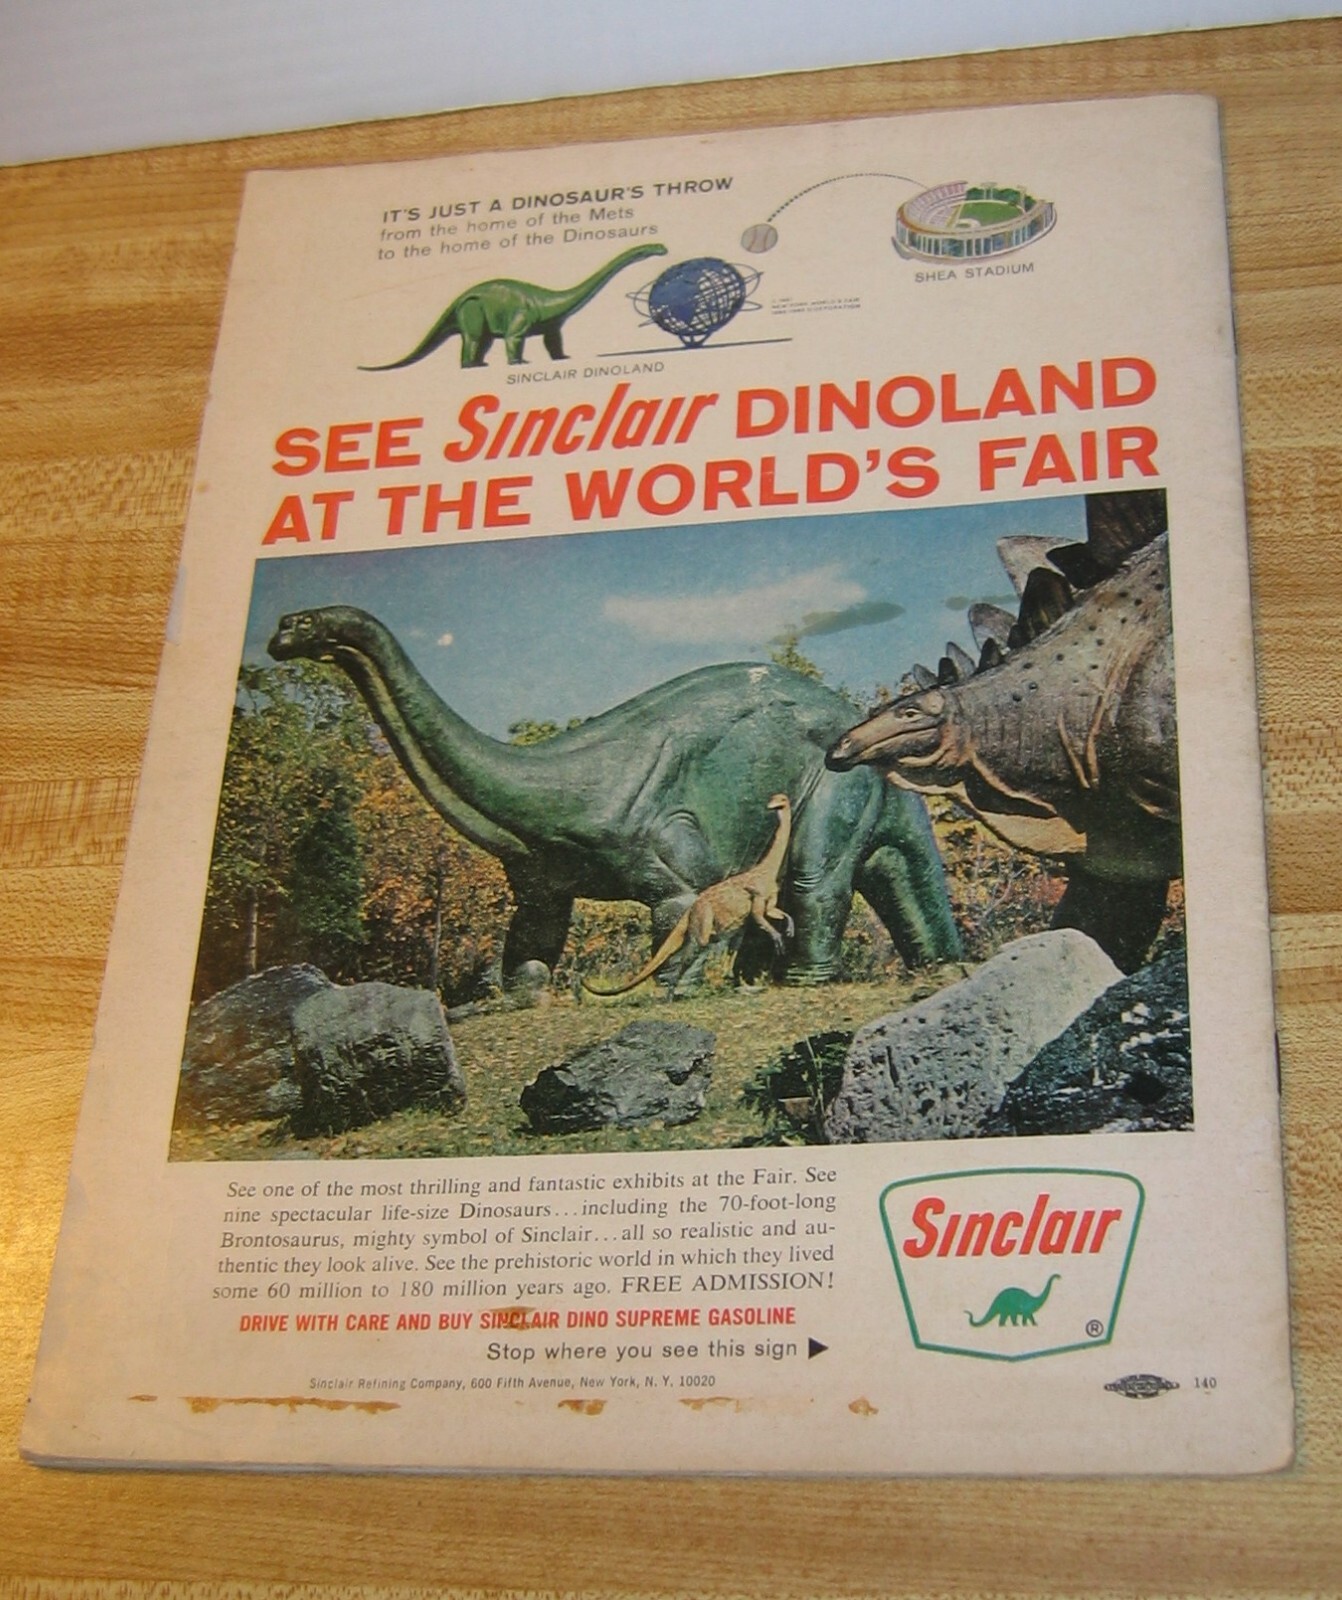 IT'S JUST A DINOSAUR'S THROW
from the home of the Mets
to the home of the Dinosaurs
SHEA STADIUM
SINCLAIR DINOLAND
SEE Sinclair DINOLAND
AT THE WORLD'S FAIR
See one of the most thrilling and fantastic exhibits at the Fair. See
nine spectacular life-size Dinosaurs...including the 70-foot-long
Brontosaurus, mighty symbol of Sinclair...all so realistic and au-
thentic they look alive. See the prehistoric world in which they lived
some 60 million to 180 million years ago. FREE ADMISSION!
DRIVE WITH CARE AND BUY SINCLAIR DINO SUPREME GASOLINE
Stop where you see this sign ▶
Sinclair Refining Company, 600 Fifth Avenue, New York, N. Y. 10020
Sinclair
®
140